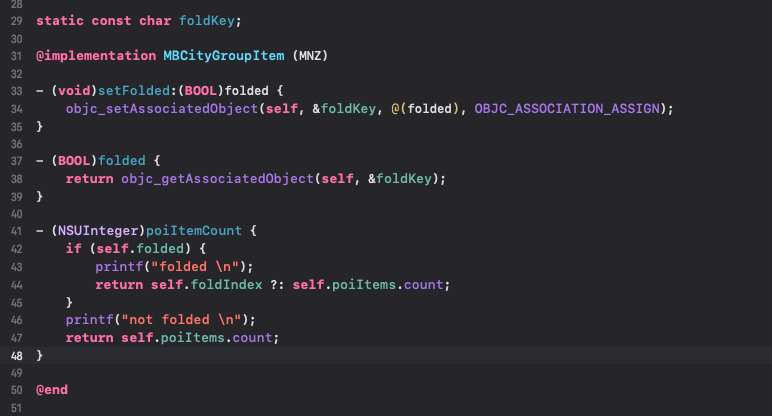 28
29 static const char foldKey;
30
31 @implementation MBCityGroupItem (MNZ)
32
33 - (void)setFolded:(BOOL)folded {
34     objc_setAssociatedObject(self, &foldKey, @(folded), OBJC_ASSOCIATION_ASSIGN);
35 }
36
37 - (BOOL)folded {
38     return objc_getAssociatedObject(self, &foldKey);
39 }
40
41 - (NSUInteger)poiItemCount {
42     if (self.folded) {
43         printf("folded \n");
44         return self.foldIndex ?: self.poiItems.count;
45     }
46     printf("not folded \n");
47     return self.poiItems.count;
48 }
49
50 @end
51